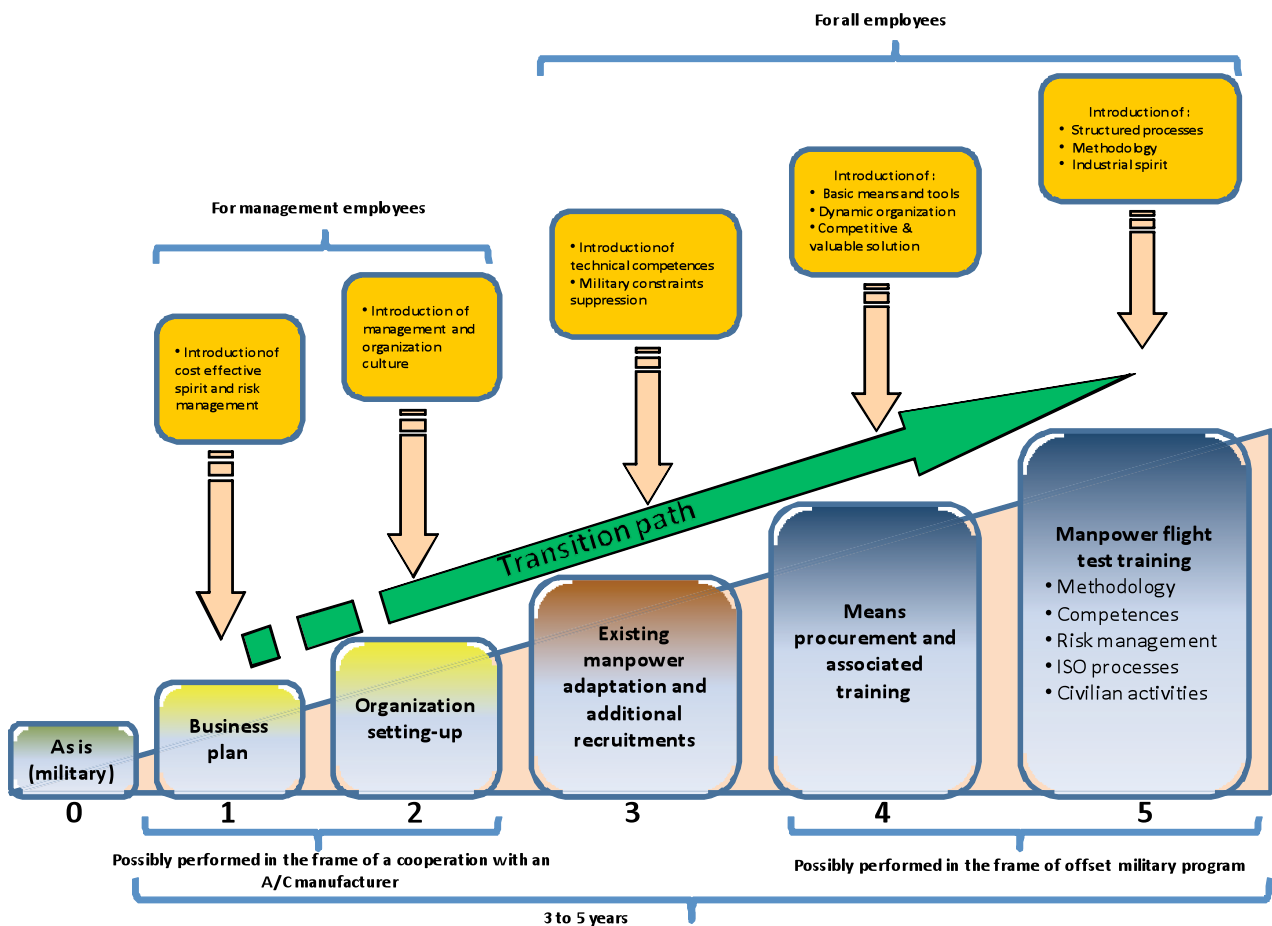 For all employees
Introduction of :
• Structured processes
• Methodology
• Industrial spirit
Introduction of :
• Basic means and tools
• Dynamic organization
• Competitive &
valuable solution
For management employees
• Introduction of
technical competences
• Military constraints
suppression
• Introduction of
management and
organization
culture
• Introduction of
cost effective
spirit and risk
management
Transition path
As is
(military)
Business
plan
Organization
setting-up
Existing
manpower
adaptation and
additional
recruitments
Means
procurement and
associated
training
Manpower flight
test training
• Methodology
• Competences
• Risk management
• ISO processes
• Civilian activities
0
1
2
3
4
5
Possibly performed in the frame of a cooperation with an
A/C manufacturer
Possibly performed in the frame of offset military program
3 to 5 years